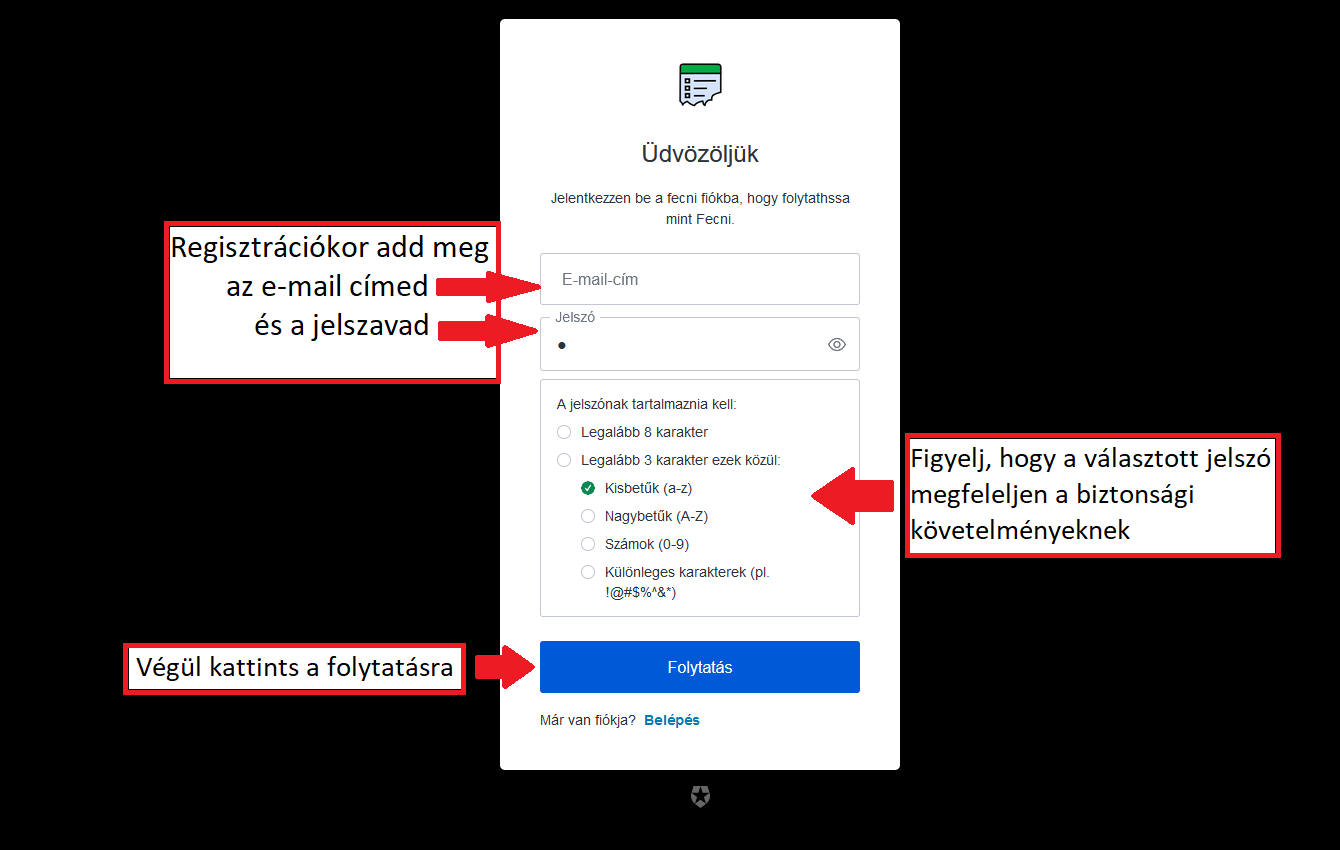 Üdvözöljük
Jelentkezzen be a fecni fiókba, hogy folytathssa
mint Fecni.
Regisztrációkor add meg
az e-mail címed
és a jelszavad
E-mail-cím
Jelszó
A jelszónak tartalmaznia kell:
Legalább 8 karakter
Legalább 3 karakter ezek közül:
Kisbetűk (a-z)
Nagybetűk (A-Z)
Számok (0-9)
Különleges karakterek (pl.
!@#$%^&*)
Figyelj, hogy a választott jelszó
megfeleljen a biztonsági
követelményeknek
Végül kattints a folytatásra
Folytatás
Már van fiókja? Belépés